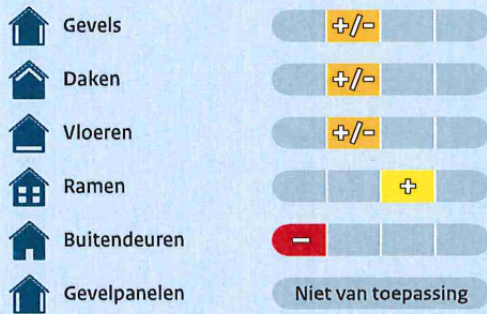 Gevels +/-
Daken +/-
Vloeren +/-
Ramen +
Buitendeuren -
Gevelpanelen Niet van toepassing